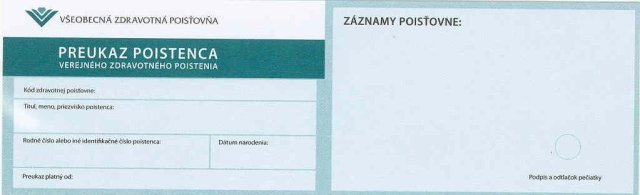 VŠEOBECNÁ ZDRAVOTNÁ POISŤOVŇA
PREUKAZ POISTENCA
VEREJNÉHO ZDRAVOTNÉHO POISTENIA
Kód zdravotnej poisťovne:
Titul, meno, priezvisko poistenca:
Rodné číslo alebo iné identifikačné číslo poistenca:
Dátum narodenia:
Preukaz platný od:
ZÁZNAMY POISŤOVNE:
Podpis a odtlačok pečiatky